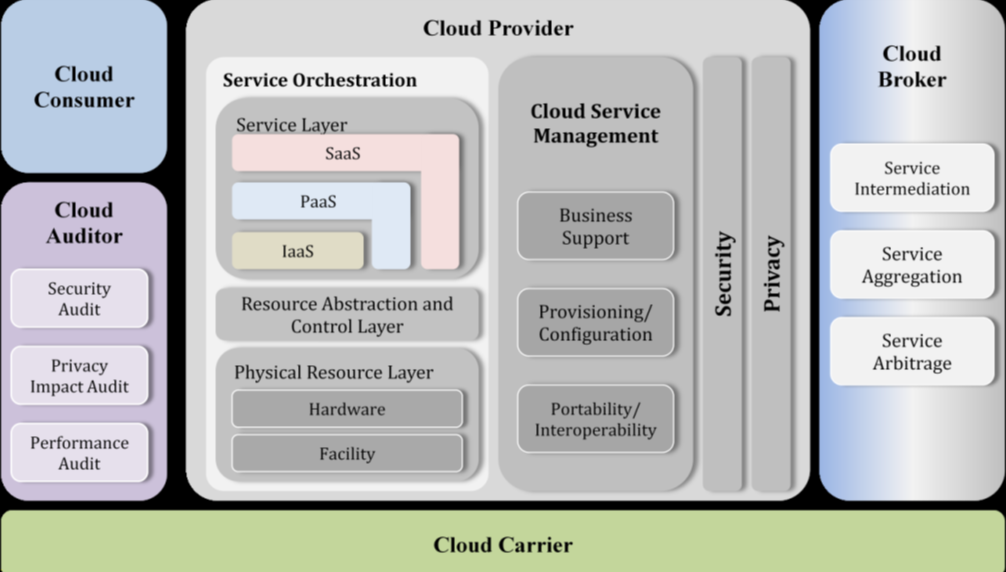 Cloud
Consumer
Cloud
Auditor
Security
Audit
Privacy
Impact Audit
Performance
Audit
Cloud Provider
Service Orchestration
Service Layer
SaaS
PaaS
IaaS
Resource Abstraction and
Control Layer
Physical Resource Layer
Hardware
Facility
Cloud Service
Management
Business
Support
Provisioning/
Configuration
Portability/
Interoperability
Security
Privacy
Cloud
Broker
Service
Intermediation
Service
Aggregation
Service
Arbitrage
Cloud Carrier